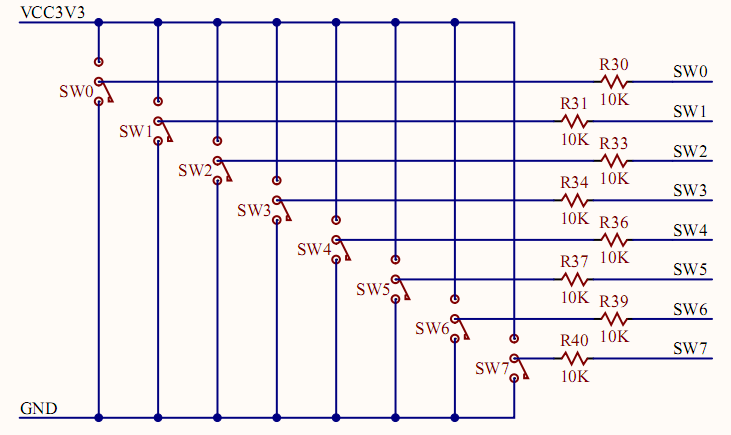 VCC3V3
R30
SW0
SW0
10K
R31
SW1
10K
SW1
R33
SW2
SW2
10K
R34
SW3
10K
SW3
R36
SW4
SW4
10K
R37
SW5
10K
SW5
R39
SW6
SW6
10K
R40
SW7
SW7
10K
GND